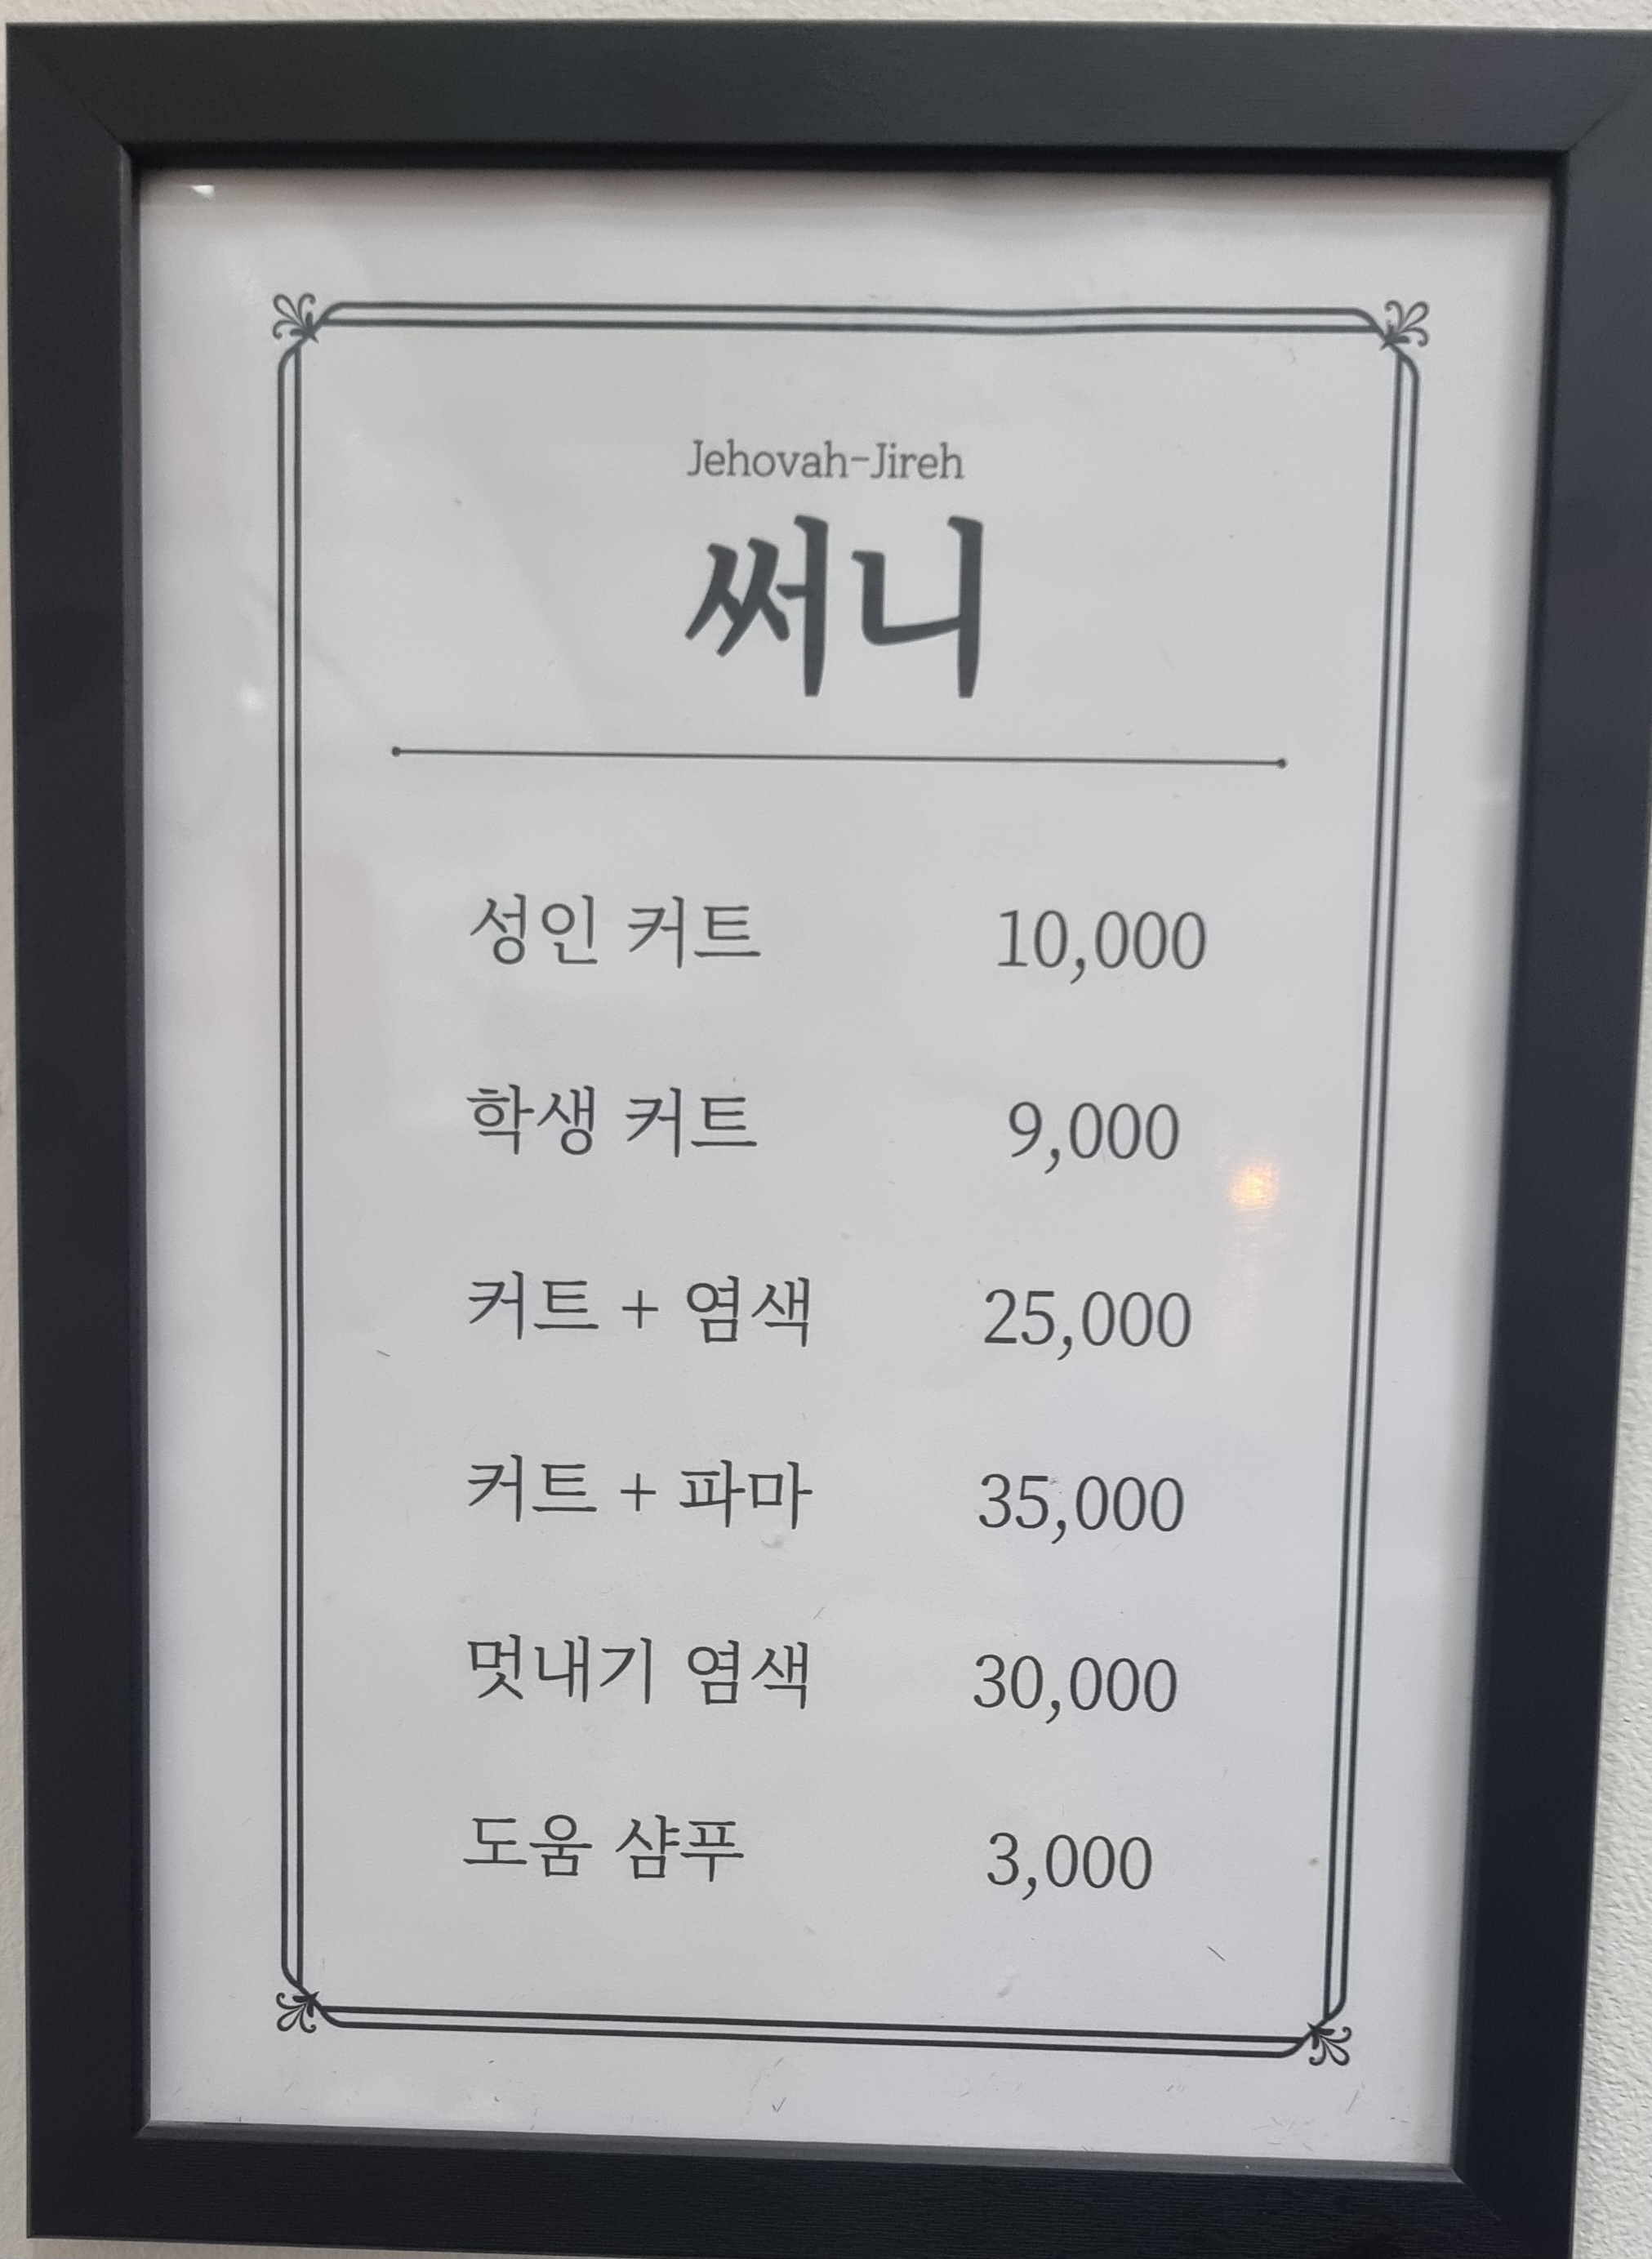 Jehovah-Jireh
써니
성인 커트 10,000
학생 커트 9,000
커트 + 염색 25,000
커트 + 파마 35,000
멋내기 염색 30,000
도움 샴푸 3,000